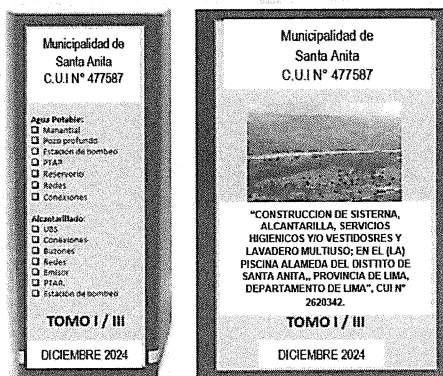 Municipalidad de
Santa Anita
C.U.I N° 477587
Agua Potable:
❑ Manantial
❑ Pozo profundo
❑ Estación de bombeo
❑ PTAP
❑ Reservorio
❑ Redes
❑ Conexiones
Alcantarillado:
❑ UBS
❑ Conexiones
❑ Buzones
❑ Redes
❑ Emisor
❑ PTAR.
❑ Estación de bombeo
TOMO I / III
DICIEMBRE 2024
Municipalidad de
Santa Anita
C.U.I N° 477587
"CONSTRUCCION DE SISTERNA,
ALCANTARILLA, SERVICIOS
HIGIENICOS Y/O VESTIDOSRES Y
LAVADERO MULTIUSO; EN EL (LA)
PISCINA ALAMEDA DEL DISTTITO DE
SANTA ANITA,, PROVINCIA DE LIMA,
DEPARTAMENTO DE LIMA", CUI N°
2620342.
TOMO I / III
DICIEMBRE 2024